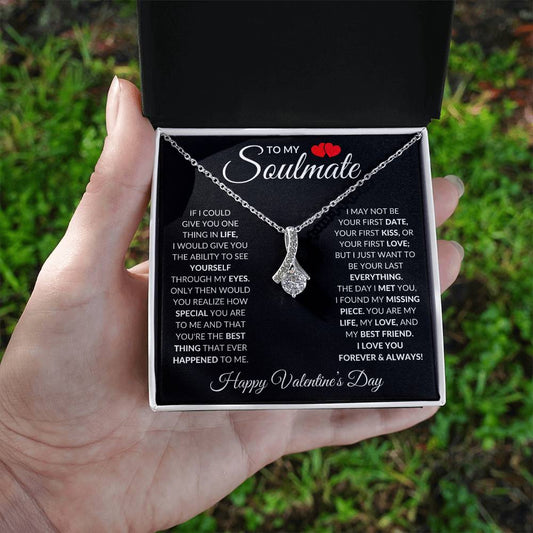 TO MY
Soulmate
IF I COULD
GIVE YOU ONE
THING IN LIFE,
I WOULD GIVE YOU
THE ABILITY TO SEE
YOURSELF
THROUGH MY EYES.
ONLY THEN WOULD
YOU REALIZE HOW
SPECIAL YOU ARE
TO ME AND THAT
YOU'RE THE BEST
THING THAT EVER
HAPPENED TO ME.
I MAY NOT BE
YOUR FIRST DATE,
YOUR FIRST KISS, OR
YOUR FIRST LOVE;
BUT I JUST WANT TO
BE YOUR LAST
EVERYTHING.
THE DAY I MET YOU,
I FOUND MY MISSING
PIECE. YOU ARE MY
LIFE, MY LOVE, AND
MY BEST FRIEND.
I LOVE YOU
FOREVER & ALWAYS!
Happy Valentine's Day